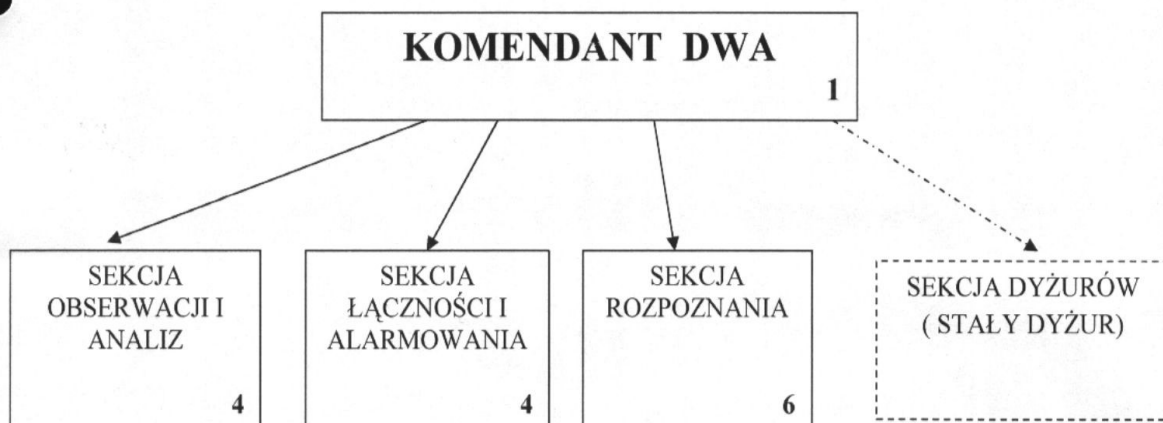 KOMENDANT DWA
1
SEKCJA
OBSERWACJI I
ANALIZ
4
SEKCJA
ŁĄCZNOŚCI I
ALARMOWANIA
4
SEKCJA
ROZPOZNANIA
6
SEKCJA DYŻURÓW
( STAŁY DYŻUR)